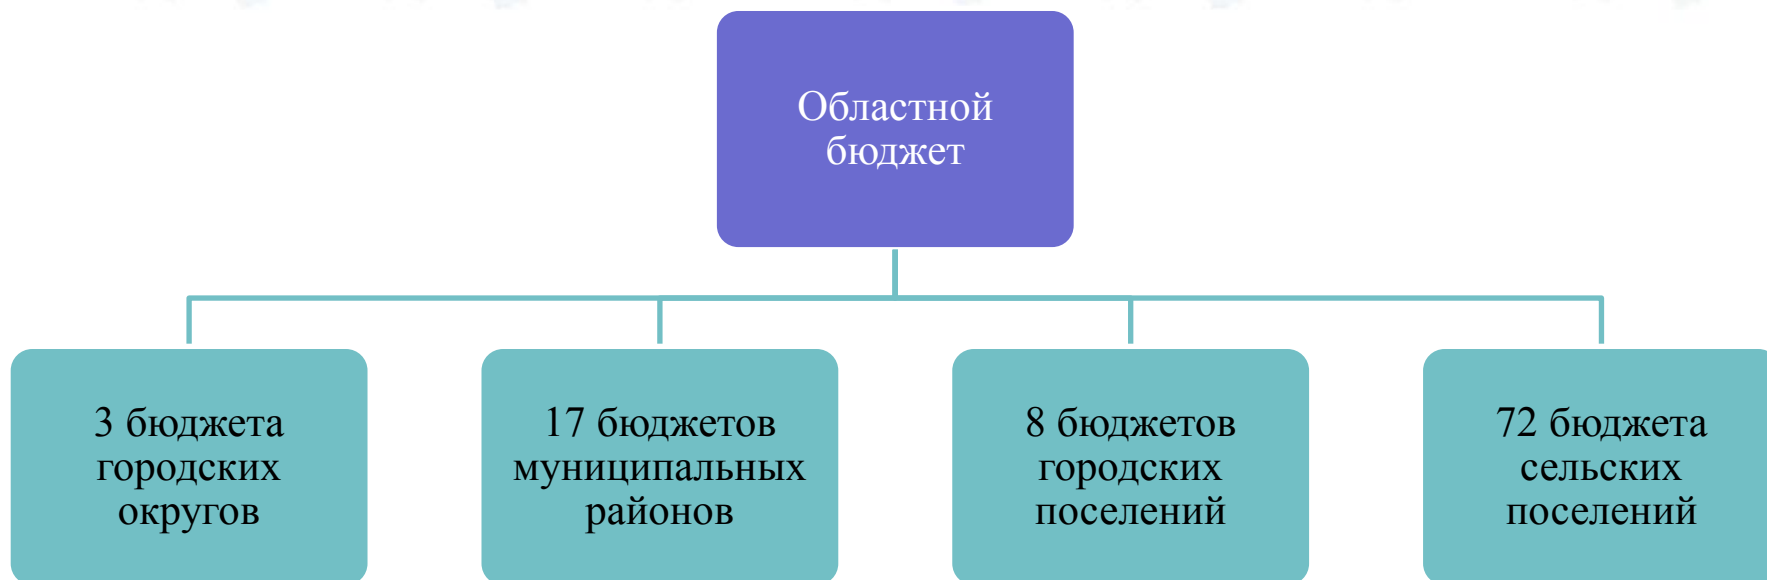 Областной
бюджет
3 бюджета
городских
округов
17 бюджетов
муниципальных
районов
8 бюджетов
городских
поселений
72 бюджета
сельских
поселений